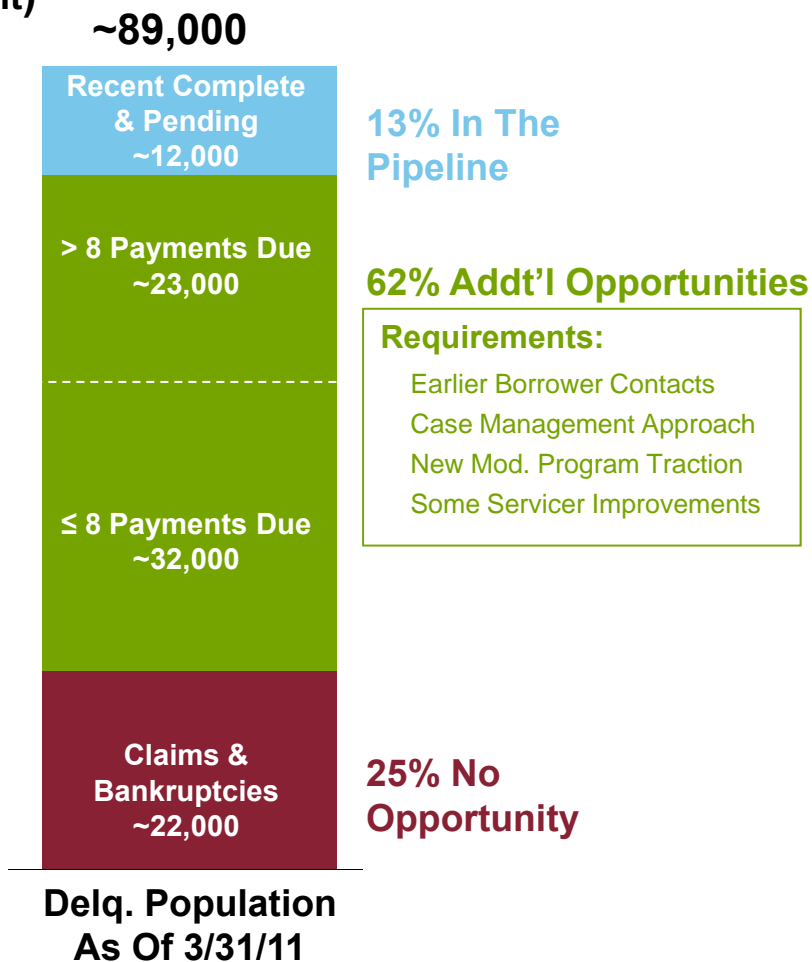 ~89,000
Recent Complete
& Pending
~12,000
13% In The
Pipeline
> 8 Payments Due
~23,000
62% Addt'l Opportunities
Requirements:
Earlier Borrower Contacts
Case Management Approach
New Mod. Program Traction
Some Servicer Improvements
≤ 8 Payments Due
~32,000
Claims &
Bankruptcies
~22,000
25% No
Opportunity
Delq. Population
As Of 3/31/11